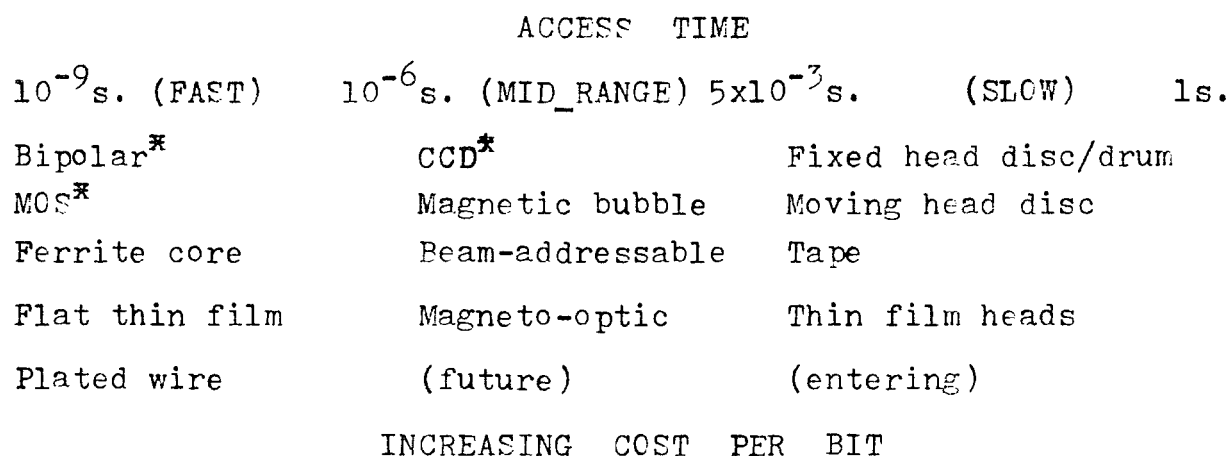 ACCESS TIME
10⁻⁹s. (FAST) 10⁻⁶s. (MID_RANGE) 5x10⁻³s. (SLOW) 1s.
Bipolar* CCD* Fixed head disc/drum
MOS* Magnetic bubble Moving head disc
Ferrite core Beam-addressable Tape
Flat thin film Magneto-optic Thin film heads
Plated wire (future) (entering)
INCREASING COST PER BIT